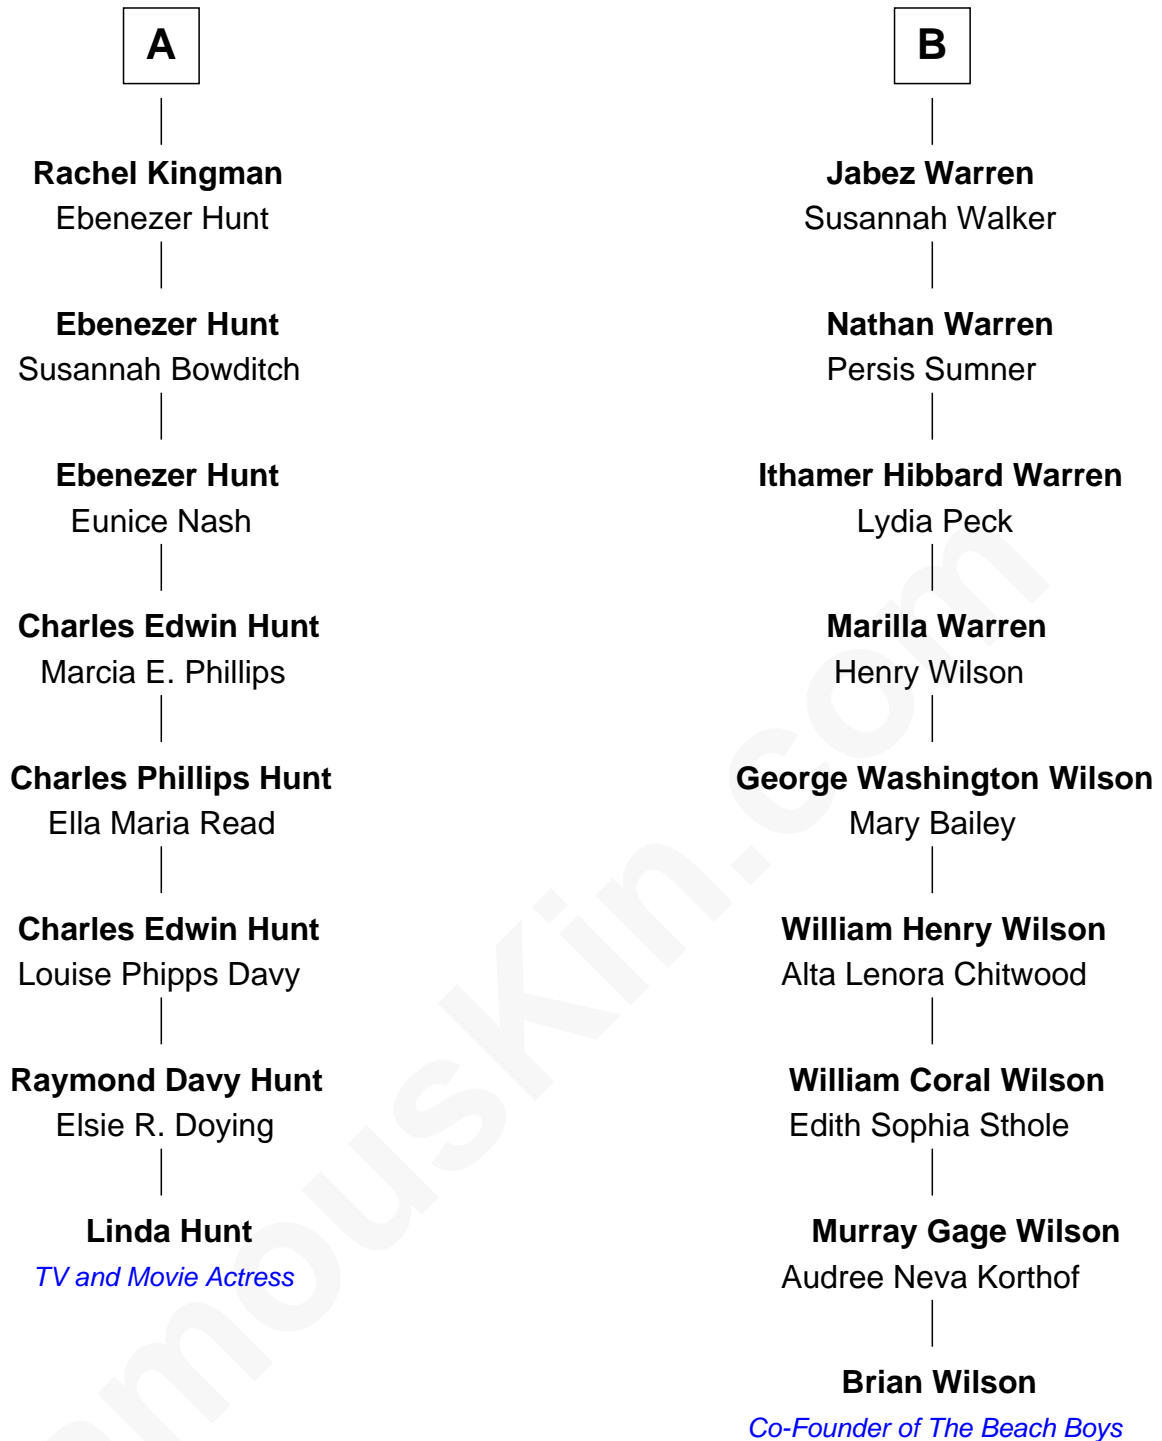 A
Rachel Kingman
Ebenezer Hunt
Ebenezer Hunt
Susannah Bowditch
Ebenezer Hunt
Eunice Nash
Charles Edwin Hunt
Marcia E. Phillips
Charles Phillips Hunt
Ella Maria Read
Charles Edwin Hunt
Louise Phipps Davy
Raymond Davy Hunt
Elsie R. Doying
Linda Hunt
TV and Movie Actress
B
Jabez Warren
Susannah Walker
Nathan Warren
Persis Sumner
Ithamer Hibbard Warren
Lydia Peck
Marilla Warren
Henry Wilson
George Washington Wilson
Mary Bailey
William Henry Wilson
Alta Lenora Chitwood
William Coral Wilson
Edith Sophia Sthole
Murray Gage Wilson
Audree Neva Korthof
Brian Wilson
Co-Founder of The Beach Boys
amouskin.com